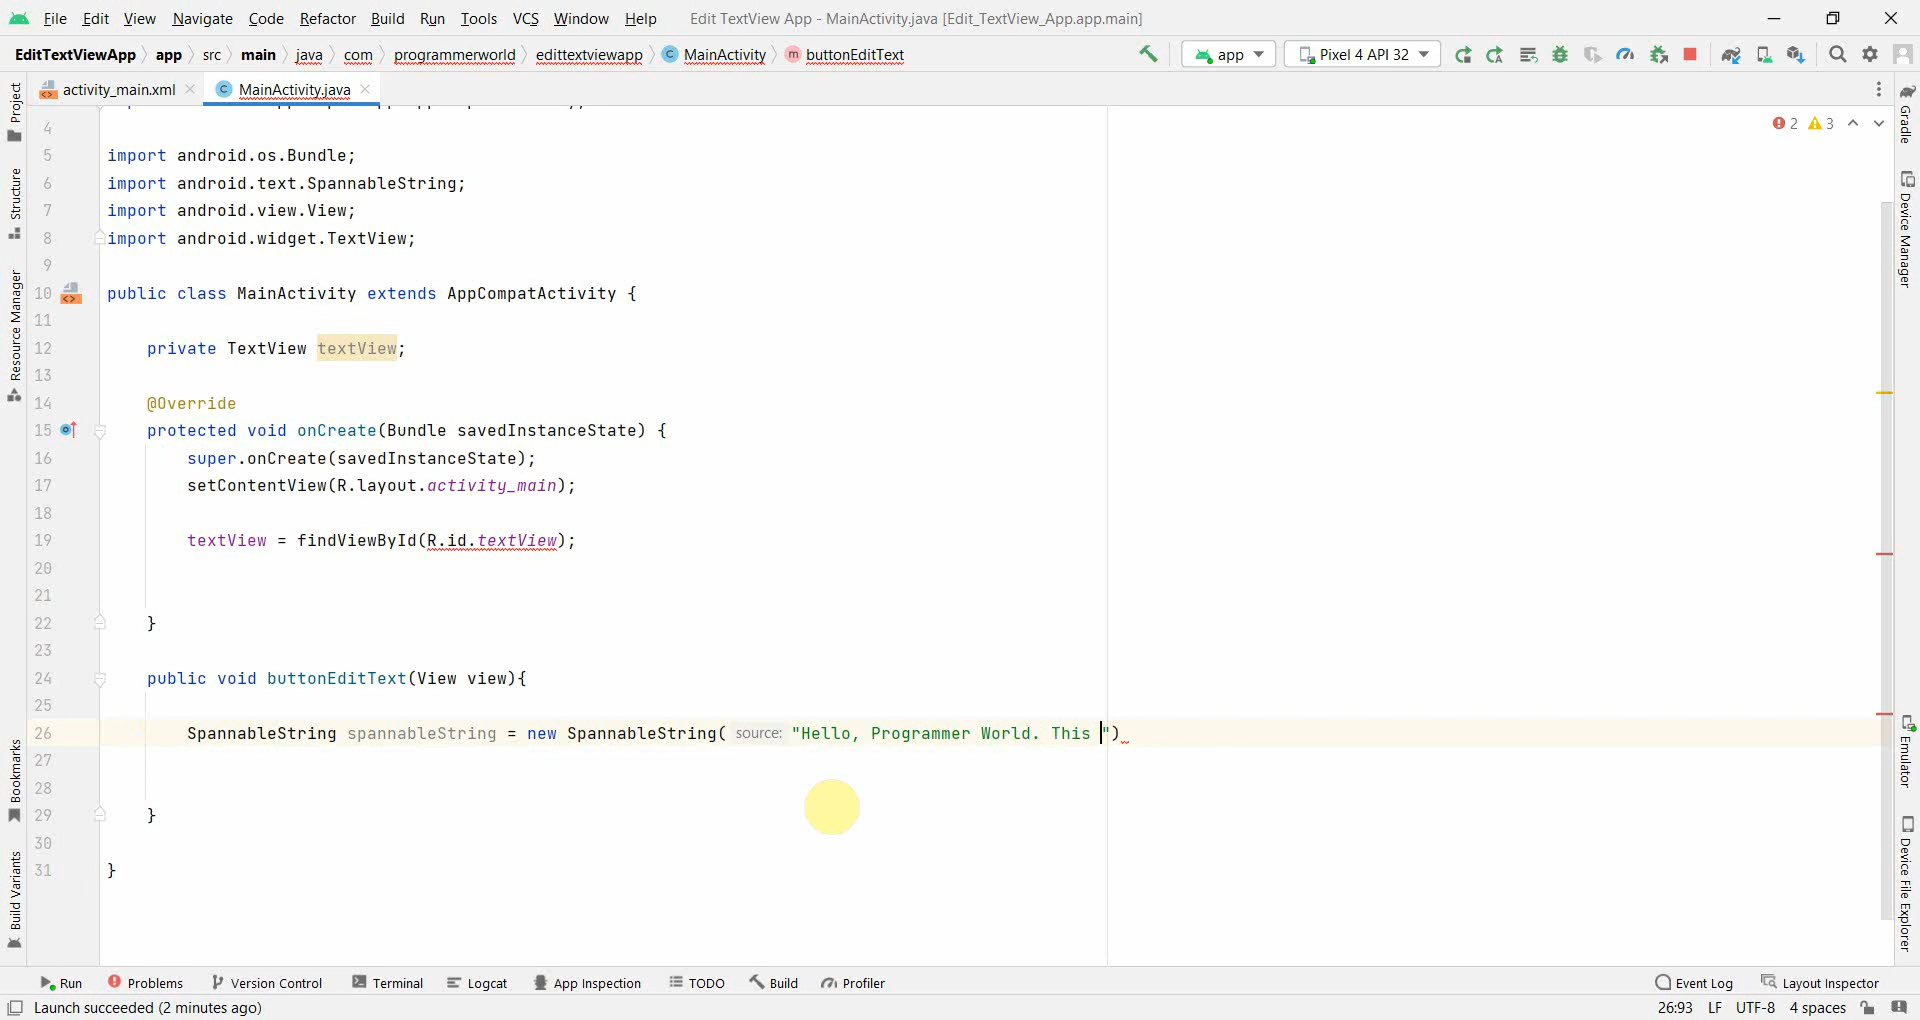 File Edit View Navigate Code Refactor Build Run Tools VCS Window Help Edit TextView App - MainActivity.java [Edit_TextView_App.app.main]
EditTextViewApp app src main java com programmerworld edittextviewapp MainActivity buttonEditText app Pixel 4 API 32
activity_main.xml MainActivity.java
2 3
4
5 import android.os.Bundle;
6 import android.text.SpannableString;
7 import android.view.View;
8 import android.widget.TextView;
9
10 public class MainActivity extends AppCompatActivity {
11
12 private TextView textView;
13
14 @Override
15 protected void onCreate(Bundle savedInstanceState) {
16 super.onCreate(savedInstanceState);
17 setContentView(R.layout.activity_main);
18
19 textView = findViewById(R.id.textView);
20
21
22 }
23
24 public void buttonEditText(View view){
25
26 SpannableString spannableString = new SpannableString( source: "Hello, Programmer World. This ")
27
28
29 }
30
31 }
Project
Structure
Resource Manager
Bookmarks
Build Variants
Gradle
Device Manager
Emulator
Device File Explorer
Run Problems Version Control Terminal Logcat App Inspection TODO Build Profiler Event Log Layout Inspector
Launch succeeded (2 minutes ago) 26:93 LF UTF-8 4 spaces